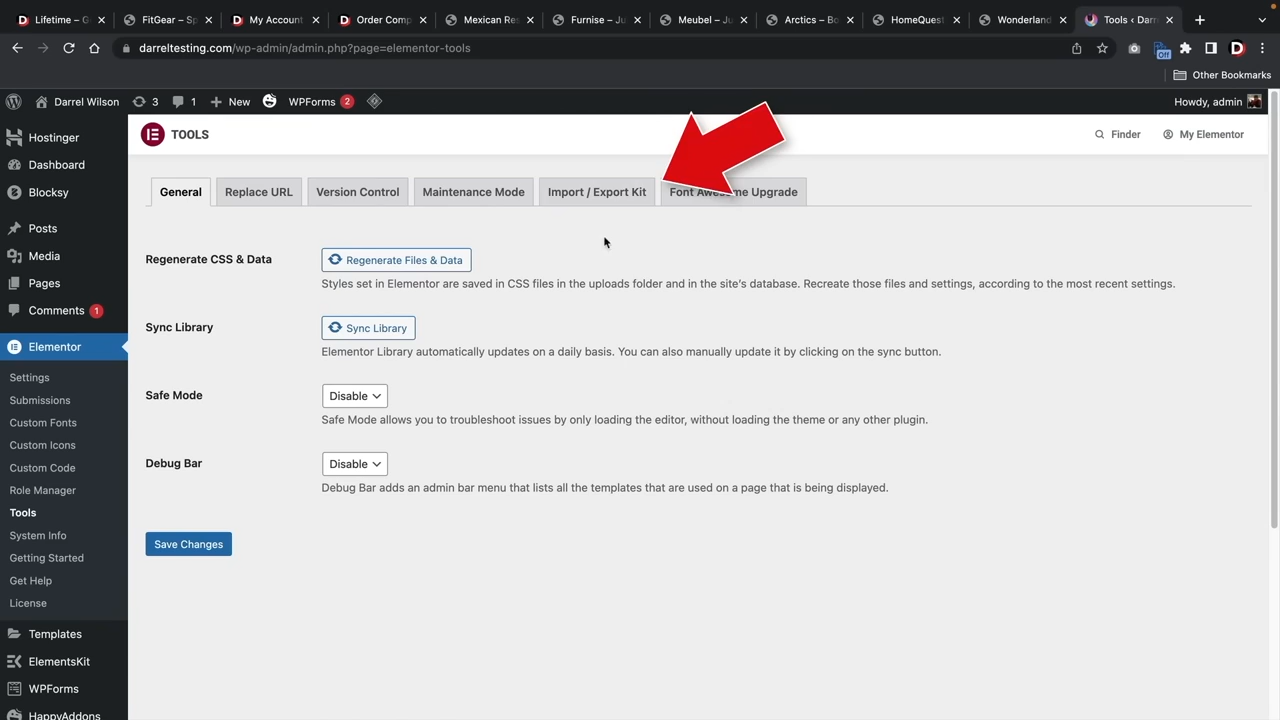 Lifetime – G
FitGear – Sp
My Account
Order Comp
Mexican Res
Furnise – Ju
Meubel – Ju
Arctics – Bo
HomeQuest
Wonderland
Tools ‹ Darre
darreltesting.com/wp-admin/admin.php?page=elementor-tools
Off
D
Other Bookmarks
Darrel Wilson 3 1 New WPForms 2
Howdy, admin
Hostinger
Dashboard
Blocksy
Posts
Media
Pages
Comments 1
Elementor
Settings
Submissions
Custom Fonts
Custom Icons
Custom Code
Role Manager
Tools
System Info
Getting Started
Get Help
License
Templates
ElementsKit
WPForms
HappyAddons
TOOLS
Finder
My Elementor
General
Replace URL
Version Control
Maintenance Mode
Import / Export Kit
Font Awesome Upgrade
Regenerate CSS & Data
Regenerate Files & Data
Styles set in Elementor are saved in CSS files in the uploads folder and in the site's database. Recreate those files and settings, according to the most recent settings.
Sync Library
Sync Library
Elementor Library automatically updates on a daily basis. You can also manually update it by clicking on the sync button.
Safe Mode
Disable
Safe Mode allows you to troubleshoot issues by only loading the editor, without loading the theme or any other plugin.
Debug Bar
Disable
Debug Bar adds an admin bar menu that lists all the templates that are used on a page that is being displayed.
Save Changes